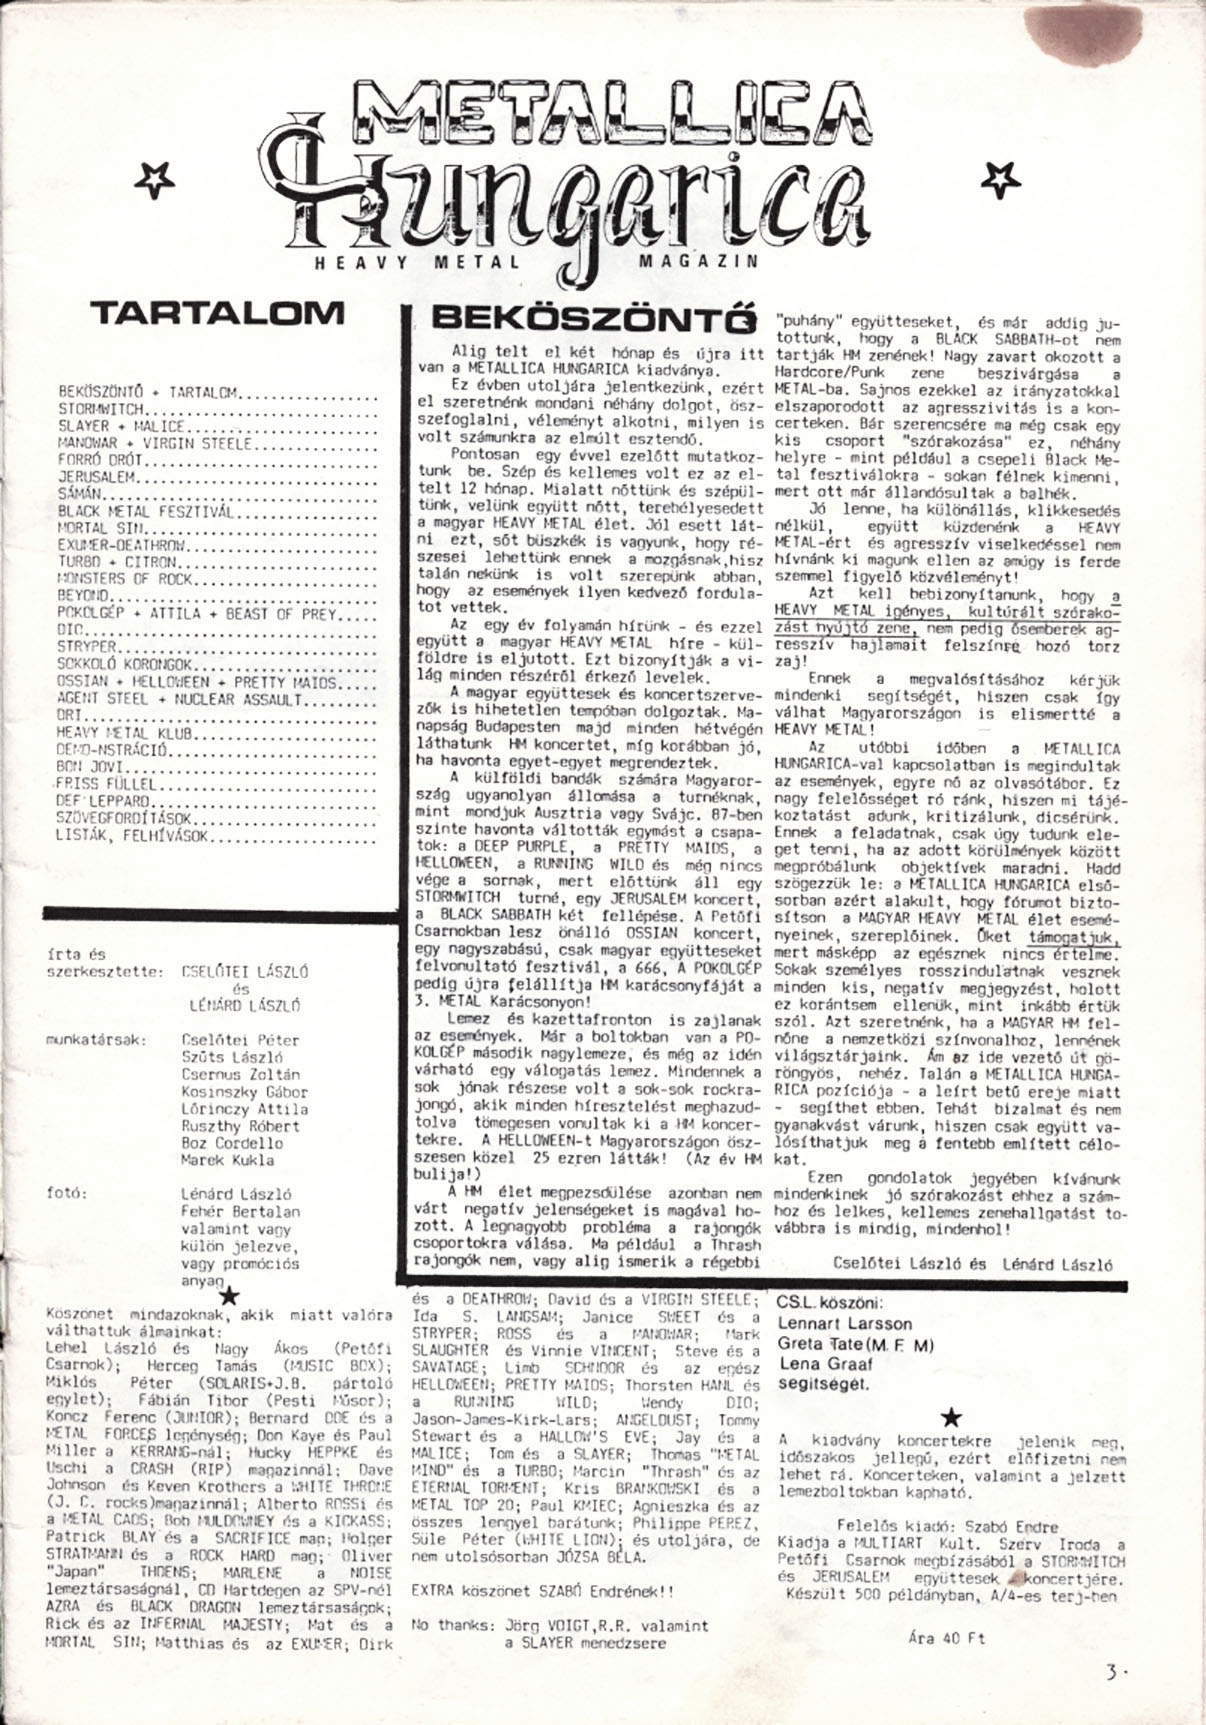 METALLICA
Hungarica
HEAVY METAL MAGAZIN
TARTALOM
BEKÖSZÖNTŐ + TARTALOM................
STORMWITCH...........................
SLAYER + MALICE......................
MANOWAR + VIRGIN STEELE..............
FORRÓ DRÓT...........................
JERUSALEM............................
SÁMÁN................................
BLACK METAL FESZTIVÁL................
MORTAL SIN...........................
EXUMER-DEATHROW......................
TURBO + CITRON.......................
MONSTERS OF ROCK.....................
BEYOND...............................
POKOLGÉP + ATTILA + BEAST OF PREY.....
DIO..................................
STRYPER..............................
SOKKOLÓ KORONGOK.....................
OSSIAN + HELLOWEEN + PRETTY MAIDS.....
AGENT STEEL + NUCLEAR ASSAULT.........
ORT..................................
HEAVY METAL KLUB.....................
DEMO-NSTRÁCIÓ........................
BON JOVI.............................
FRISS FÜLLEL.........................
DEF LEPPARD..........................
SZÖVEGFORDÍTÁSOK.....................
LISTÁK, FELHÍVÁSOK...................
írta és
szerkesztette: CSELŐTEI LÁSZLÓ
és
LÉNÁRD LÁSZLÓ
munkatársak: Cselőtei Péter
Szűts László
Csernus Zoltán
Kosinszky Gábor
Lőrinczy Attila
Ruszthy Róbert
Boz Cordello
Marek Kukla
fotó: Lénárd László
Fehér Bertalan
valamint vagy
külön jelezve,
vagy promóciós
anyag
BEKÖSZÖNTŐ
Alig telt el két hónap és újra itt
van a METALLICA HUNGARICA kiadványa.
Ez évben utoljára jelentkezünk, ezért
el szeretnénk mondani néhány dolgot, ösz-
szefoglalni, véleményt alkotni, milyen is
volt számunkra az elmúlt esztendő.
Pontosan egy évvel ezelőtt mutatkoz-
tunk be. Szép és kellemes volt ez az el-
telt 12 hónap. Mialatt nőttünk és szépül-
tünk, velünk együtt nőtt, terebélyesedett
a magyar HEAVY METAL élet. Jól esett lát-
ni ezt, sőt büszkék is vagyunk, hogy ré-
szesei lehettünk ennek a mozgásnak,hisz
talán nekünk is volt szerepünk abban,
hogy az események ilyen kedvező fordula-
tot vettek.
Az egy év folyamán hírünk - és ezzel
együtt a magyar HEAVY METAL híre - kül-
földre is eljutott. Ezt bizonyítják a vi-
lág minden részéről érkező levelek.
A magyar együttesek és koncertszerve-
zők is hihetetlen tempóban dolgoztak. Ma-
napság Budapesten majd minden hétvégén
láthatunk HM koncertet, míg korábban jó,
ha havonta egyet-egyet megrendeztek.
A külföldi bandák számára Magyaror-
szág ugyanolyan állomása a turnéknak,
mint mondjuk Ausztria vagy Svájc. 87-ben
szinte havonta váltották egymást a csapa-
tok: a DEEP PURPLE, a PRETTY MAIDS, a
HELLOWEEN, a RUNNING WILD és még nincs
vége a sornak, mert előttünk áll egy
STORMWITCH turné, egy JERUSALEM koncert,
a BLACK SABBATH két fellépése. A Petőfi
Csarnokban lesz önálló OSSIAN koncert,
egy nagyszabású, csak magyar együtteseket
felvonultató fesztivál, a 666, A POKOLGÉP
pedig újra felállítja HM karácsonyfáját a
3. METAL Karácsonyon!
Lemez és kazettafronton is zajlanak
az események. Már a boltokban van a PO-
KOLGÉP második nagylemeze, és még az idén
várható egy válogatás lemez. Mindennek a
sok jónak részese volt a sok-sok rockra-
jongó, akik minden híresztelést meghazud-
tolva tömegesen vonultak ki a HM koncer-
tekre. A HELLOWEEN-t Magyarországon ösz-
szesen közel 25 ezren látták! (Az év HM
bulija!)
A HM élet megpezsdülése azonban nem
várt negatív jelenségeket is magával ho-
zott. A legnagyobb probléma a rajongók
csoportokra válása. Ma például a Thrash
rajongók nem, vagy alig ismerik a régebbi
"puhány" együtteseket, és már addig ju-
tottunk, hogy a BLACK SABBATH-ot nem
tartják HM zenének! Nagy zavart okozott a
Hardcore/Punk zene beszivárgása a
METAL-ba. Sajnos ezekkel az irányzatokkal
elszaporodott az agresszivitás is a kon-
certeken. Bár szerencsére ma még csak egy
kis csoport "szórakozása" ez, néhány
helyre - mint például a csepeli Black Me-
tal fesztiválokra - sokan félnek kimenni,
mert ott már állandósultak a balhék.
Jó lenne, ha különállás, klikkesedés
nélkül, együtt küzdenénk a HEAVY
METAL-ért és agresszív viselkedéssel nem
hívnánk ki magunk ellen az amúgy is ferde
szemmel figyelő közvéleményt!
Azt kell bebizonyítanunk, hogy a
HEAVY METAL igényes, kultúrált szórako-
zást nyújtó zene, nem pedig ősemberek ag-
resszív hajlamait felszínre hozó torz
zaj!
Ennek a megvalósításához kérjük
mindenki segítségét, hiszen csak így
válhat Magyarországon is elismertté a
HEAVY METAL!
Az utóbbi időben a METALLICA
HUNGARICA-val kapcsolatban is megindultak
az események, egyre nő az olvasótábor. Ez
nagy felelősséget ró ránk, hiszen mi tájé-
koztatást adunk, kritizálunk, dicsérünk.
Ennek a feladatnak, csak úgy tudunk ele-
get tenni, ha az adott körülmények között
megpróbálunk objektívek maradni. Hadd
szögezzük le: a METALLICA HUNGARICA első-
sorban azért alakult, hogy fórumot bizto-
sítson a MAGYAR HEAVY METAL élet esemé-
nyeinek, szereplőinek. Őket támogatjuk,
mert másképp az egésznek nincs értelme.
Sokak személyes rosszindulatnak vesznek
minden kis, negatív megjegyzést, holott
ez korántsem ellenük, mint inkább értük
szól. Azt szeretnénk, ha a MAGYAR HM fel-
nőne a nemzetközi színvonalhoz, lennének
világsztárjaink. Ám az ide vezető út gö-
röngyös, nehéz. Talán a METALLICA HUNGA-
RICA pozíciója - a leírt betű ereje miatt
- segíthet ebben. Tehát bizalmat és nem
gyanakvást várunk, hiszen csak együtt va-
lósíthatjuk meg a fentebb említett célo-
kat.
Ezen gondolatok jegyében kívánunk
mindenkinek jó szórakozást ehhez a szám-
hoz és lelkes, kellemes zenehallgatást to-
vábbra is mindig, mindenhol!
Cselőtei László és Lénárd László
Köszönet mindazoknak, akik miatt valóra
válthattuk álmainkat:
Lehel László és Nagy Ákos (Petőfi
Csarnok); Herceg Tamás (MUSIC BOX);
Miklós Péter (SOLARIS+J.B. pártoló
egylet); Fábián Tibor (Pesti Műsor);
Koncz Ferenc (JUNIOR); Bernard DOE és a
METAL FORCES legénység; Don Kaye és Paul
Miller a KERRANG-nál; Hucky HEPPKE és
Uschi a CRASH (RIP) magazinnál; Dave
Johnson és Keven Krothers a WHITE THRONE
(J. C. rocks)magazinnál; Alberto ROSSi és
a METAL CAOS; Bob MULDOWNEY és a KICKASS;
Patrick BLAY és a SACRIFICE mag; Holger
STRATMANN és a ROCK HARD mag; Oliver
"Japan" THOENS; MARLENE a NOISE
lemeztársaságnál, CD Hartdegen az SPV-nél
AZRA és BLACK DRAGON lemeztársaságok;
Rick és az INFERNAL MAJESTY; Mat és a
MORTAL SIN; Matthias és az EXUMER; Dirk
és a DEATHROW; David és a VIRGIN STEELE;
Ida S. LANGSAM; Janice SWEET és a
STRYPER; ROSS és a MANOWAR; Mark
SLAUGHTER és Vinnie VINCENT; Steve és a
SAVATAGE; Limb SCHNOOR és az egész
HELLOWEEN; PRETTY MAIDS; Thorsten HANL és
a RUNNING WILD; Wendy DIO;
Jason-James-Kirk-Lars; ANGELDUST; Tommy
Stewart és a HALLOW'S EVE; Jay és a
MALICE; Tom és a SLAYER; Thomas "METAL
MIND" és a TURBO; Marcin "Thrash" és az
ETERNAL TORMENT; Kris BRANKOWSKI és a
METAL TOP 20; Paul KMIEC; Agnieszka és az
összes lengyel barátunk; Philippe PEREZ,
Süle Péter (WHITE LION); és utoljára, de
nem utolsósorban JÓZSA BÉLA.
EXTRA köszönet SZABÓ Endrének!!
No thanks: Jörg VOIGT,R.R. valamint
a SLAYER menedzsere
CS.L. köszöni:
Lennart Larsson
Greta Tate(M. F. M)
Lena Graaf
segitségét.
A kiadvány koncertekre jelenik meg,
időszakos jellegű, ezért előfizetni nem
lehet rá. Koncerteken, valamint a jelzett
lemezboltokban kapható.
Felelős kiadó: Szabó Endre
Kiadja a MULTIART Kult. Szerv Iroda a
Petőfi Csarnok megbízásából a STORMWITCH
és JERUSALEM együttesek koncertjére.
Készült 500 példányban, A/4-es terj-ben
Ára 40 Ft
3.